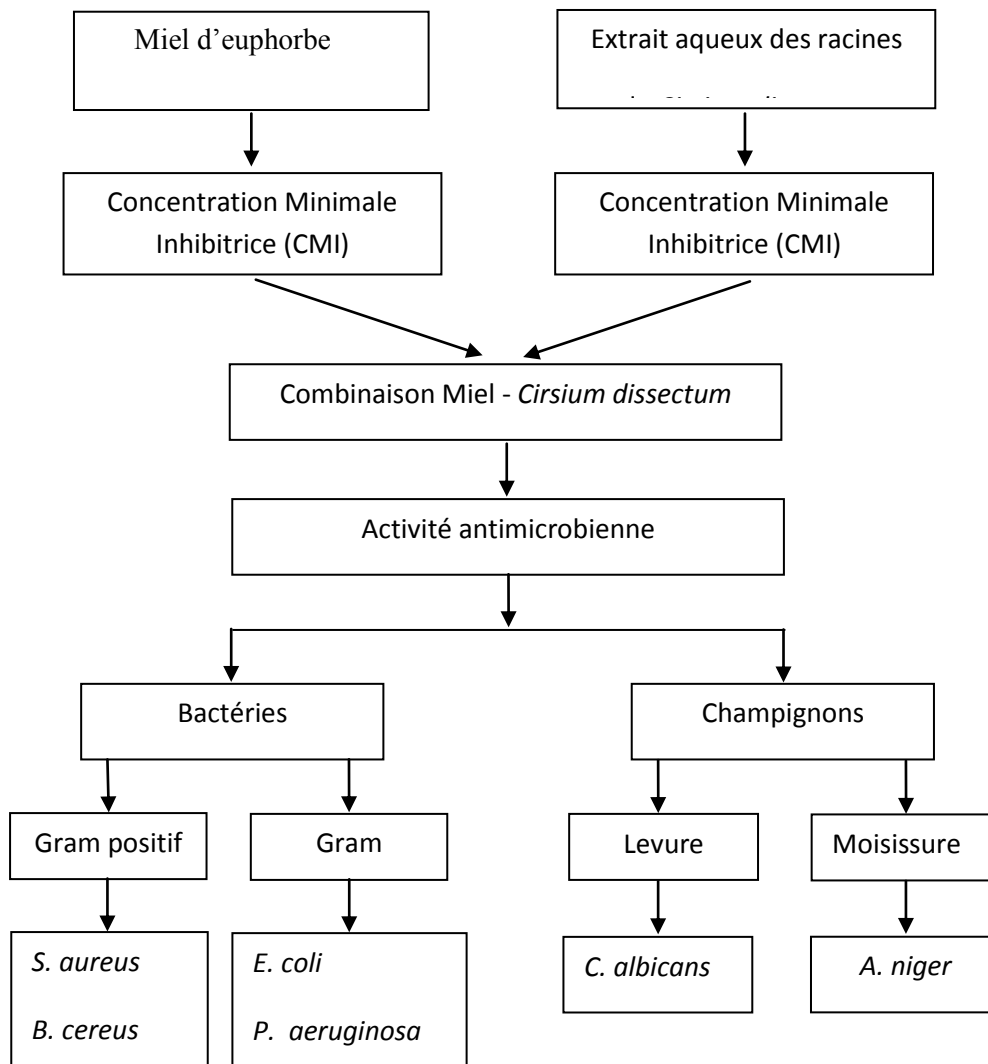 Miel d'euphorbe
Extrait aqueux des racines
Concentration Minimale
Inhibitrice (CMI)
Concentration Minimale
Inhibitrice (CMI)
Combinaison Miel - Cirsium dissectum
Activité antimicrobienne
Bactéries
Champignons
Gram positif
Gram
Levure
Moisissure
S. aureus
B. cereus
E. coli
P. aeruginosa
C. albicans
A. niger